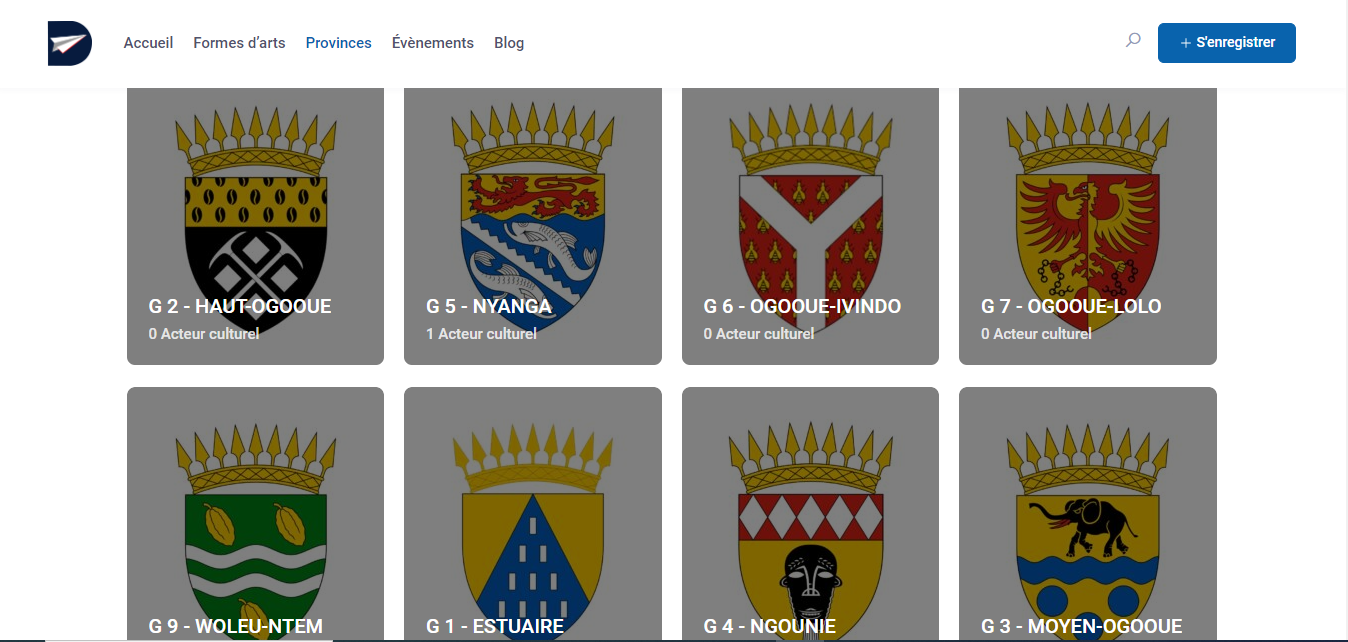 Accueil Formes d'arts Provinces Évènements Blog + S'enregistrer
G 2 - HAUT-OGOOUE
0 Acteur culturel
G 5 - NYANGA
1 Acteur culturel
G 6 - OGOOUE-IVINDO
0 Acteur culturel
G 7 - OGOOUE-LOLO
0 Acteur culturel
G 9 - WOLEU-NTEM
G 1 - ESTUAIRE
G 4 - NGOUNIE
G 3 - MOYEN-OGOOUE